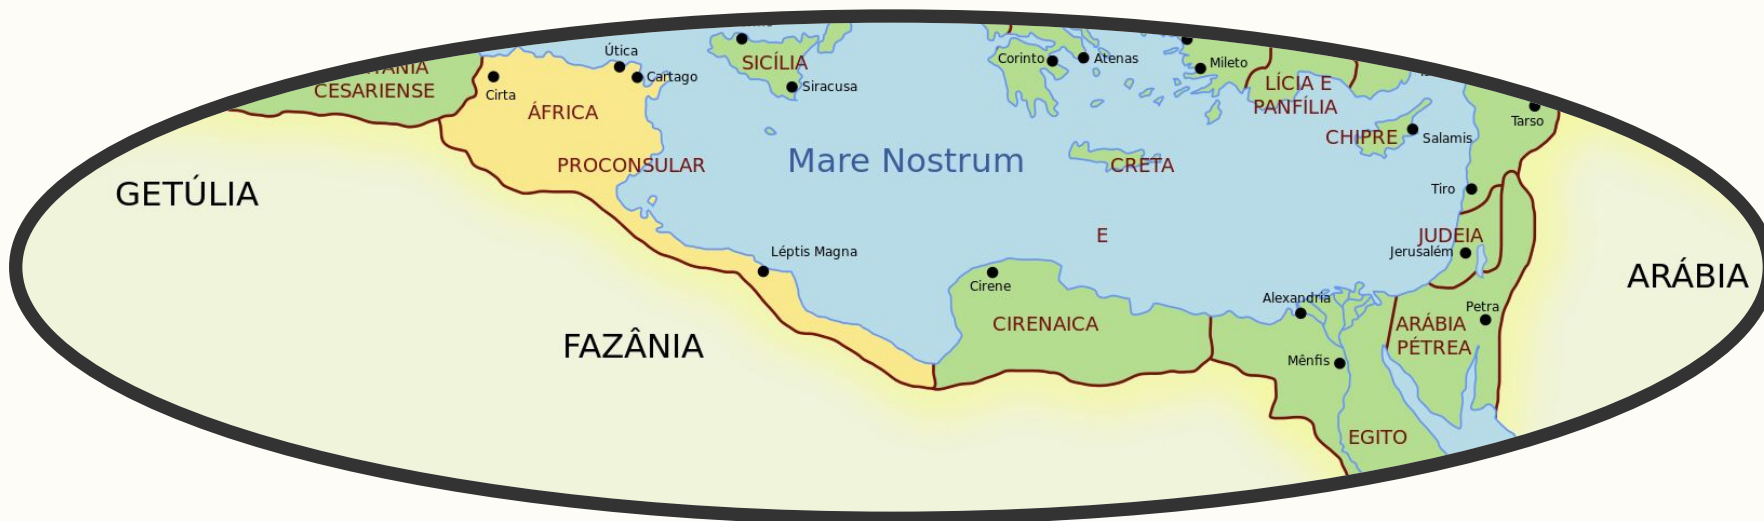 Útica
Corinto
Atenas
SICÍLIA
Mileto
CESARIENSE
Cirta
Cartago
Siracusa
LÍCIA E
PANFÍLIA
ÁFRICA
Tarso
CHIPRE
Salamis
PROCONSULAR
Mare Nostrum
CRETA
GETÚLIA
Tiro
E
JUDEIA
Jerusalém
Léptis Magna
ARÁBIA
Cirene
Alexandria
Petra
CIRENAICA
ARÁBIA
PÉTREA
FAZÂNIA
Mênfis
EGITO